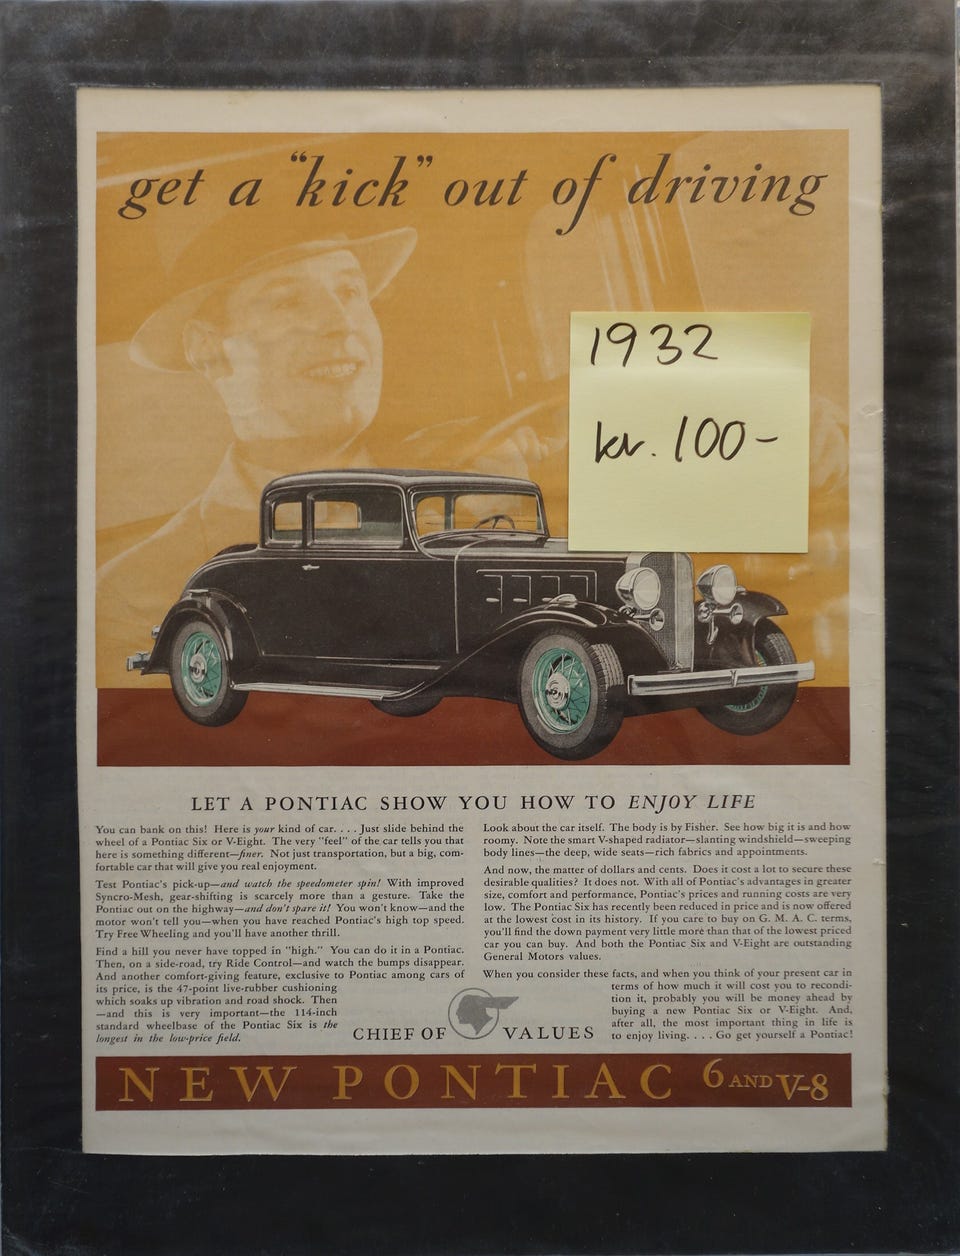 get a "kick" out of driving
1932
kr. 100-
LET A PONTIAC SHOW YOU HOW TO ENJOY LIFE
You can bank on this! Here is your kind of car. . . . Just slide behind the
wheel of a Pontiac Six or V-Eight. The very "feel" of the car tells you that
here is something different—finer. Not just transportation, but a big, com-
fortable car that will give you real enjoyment.
Test Pontiac's pick-up—and watch the speedometer spin! With improved
Syncro-Mesh, gear-shifting is scarcely more than a gesture. Take the
Pontiac out on the highway—and don't spare it! You won't know—and the
motor won't tell you—when you have reached Pontiac's high top speed.
Try Free Wheeling and you'll have another thrill.
Find a hill you never have topped in "high." You can do it in a Pontiac.
Then, on a side-road, try Ride Control—and watch the bumps disappear.
And another comfort-giving feature, exclusive to Pontiac among cars of
its price, is the 47-point live-rubber cushioning
which soaks up vibration and road shock. Then
—and this is very important—the 114-inch
standard wheelbase of the Pontiac Six is the
longest in the low-price field.
Look about the car itself. The body is by Fisher. See how big it is and how
roomy. Note the smart V-shaped radiator—slanting windshield—sweeping
body lines—the deep, wide seats—rich fabrics and appointments.
And now, the matter of dollars and cents. Does it cost a lot to secure these
desirable qualities? It does not. With all of Pontiac's advantages in greater
size, comfort and performance, Pontiac's prices and running costs are very
low. The Pontiac Six has recently been reduced in price and is now offered
at the lowest cost in its history. If you care to buy on G. M. A. C. terms,
you'll find the down payment very little more than that of the lowest priced
car you can buy. And both the Pontiac Six and V-Eight are outstanding
General Motors values.
When you consider these facts, and when you think of your present car in
terms of how much it will cost you to recondi-
tion it, probably you will be money ahead by
buying a new Pontiac Six or V-Eight. And,
after all, the most important thing in life is
to enjoy living. . . . Go get yourself a Pontiac!
CHIEF OF VALUES
NEW PONTIAC 6 AND V-8